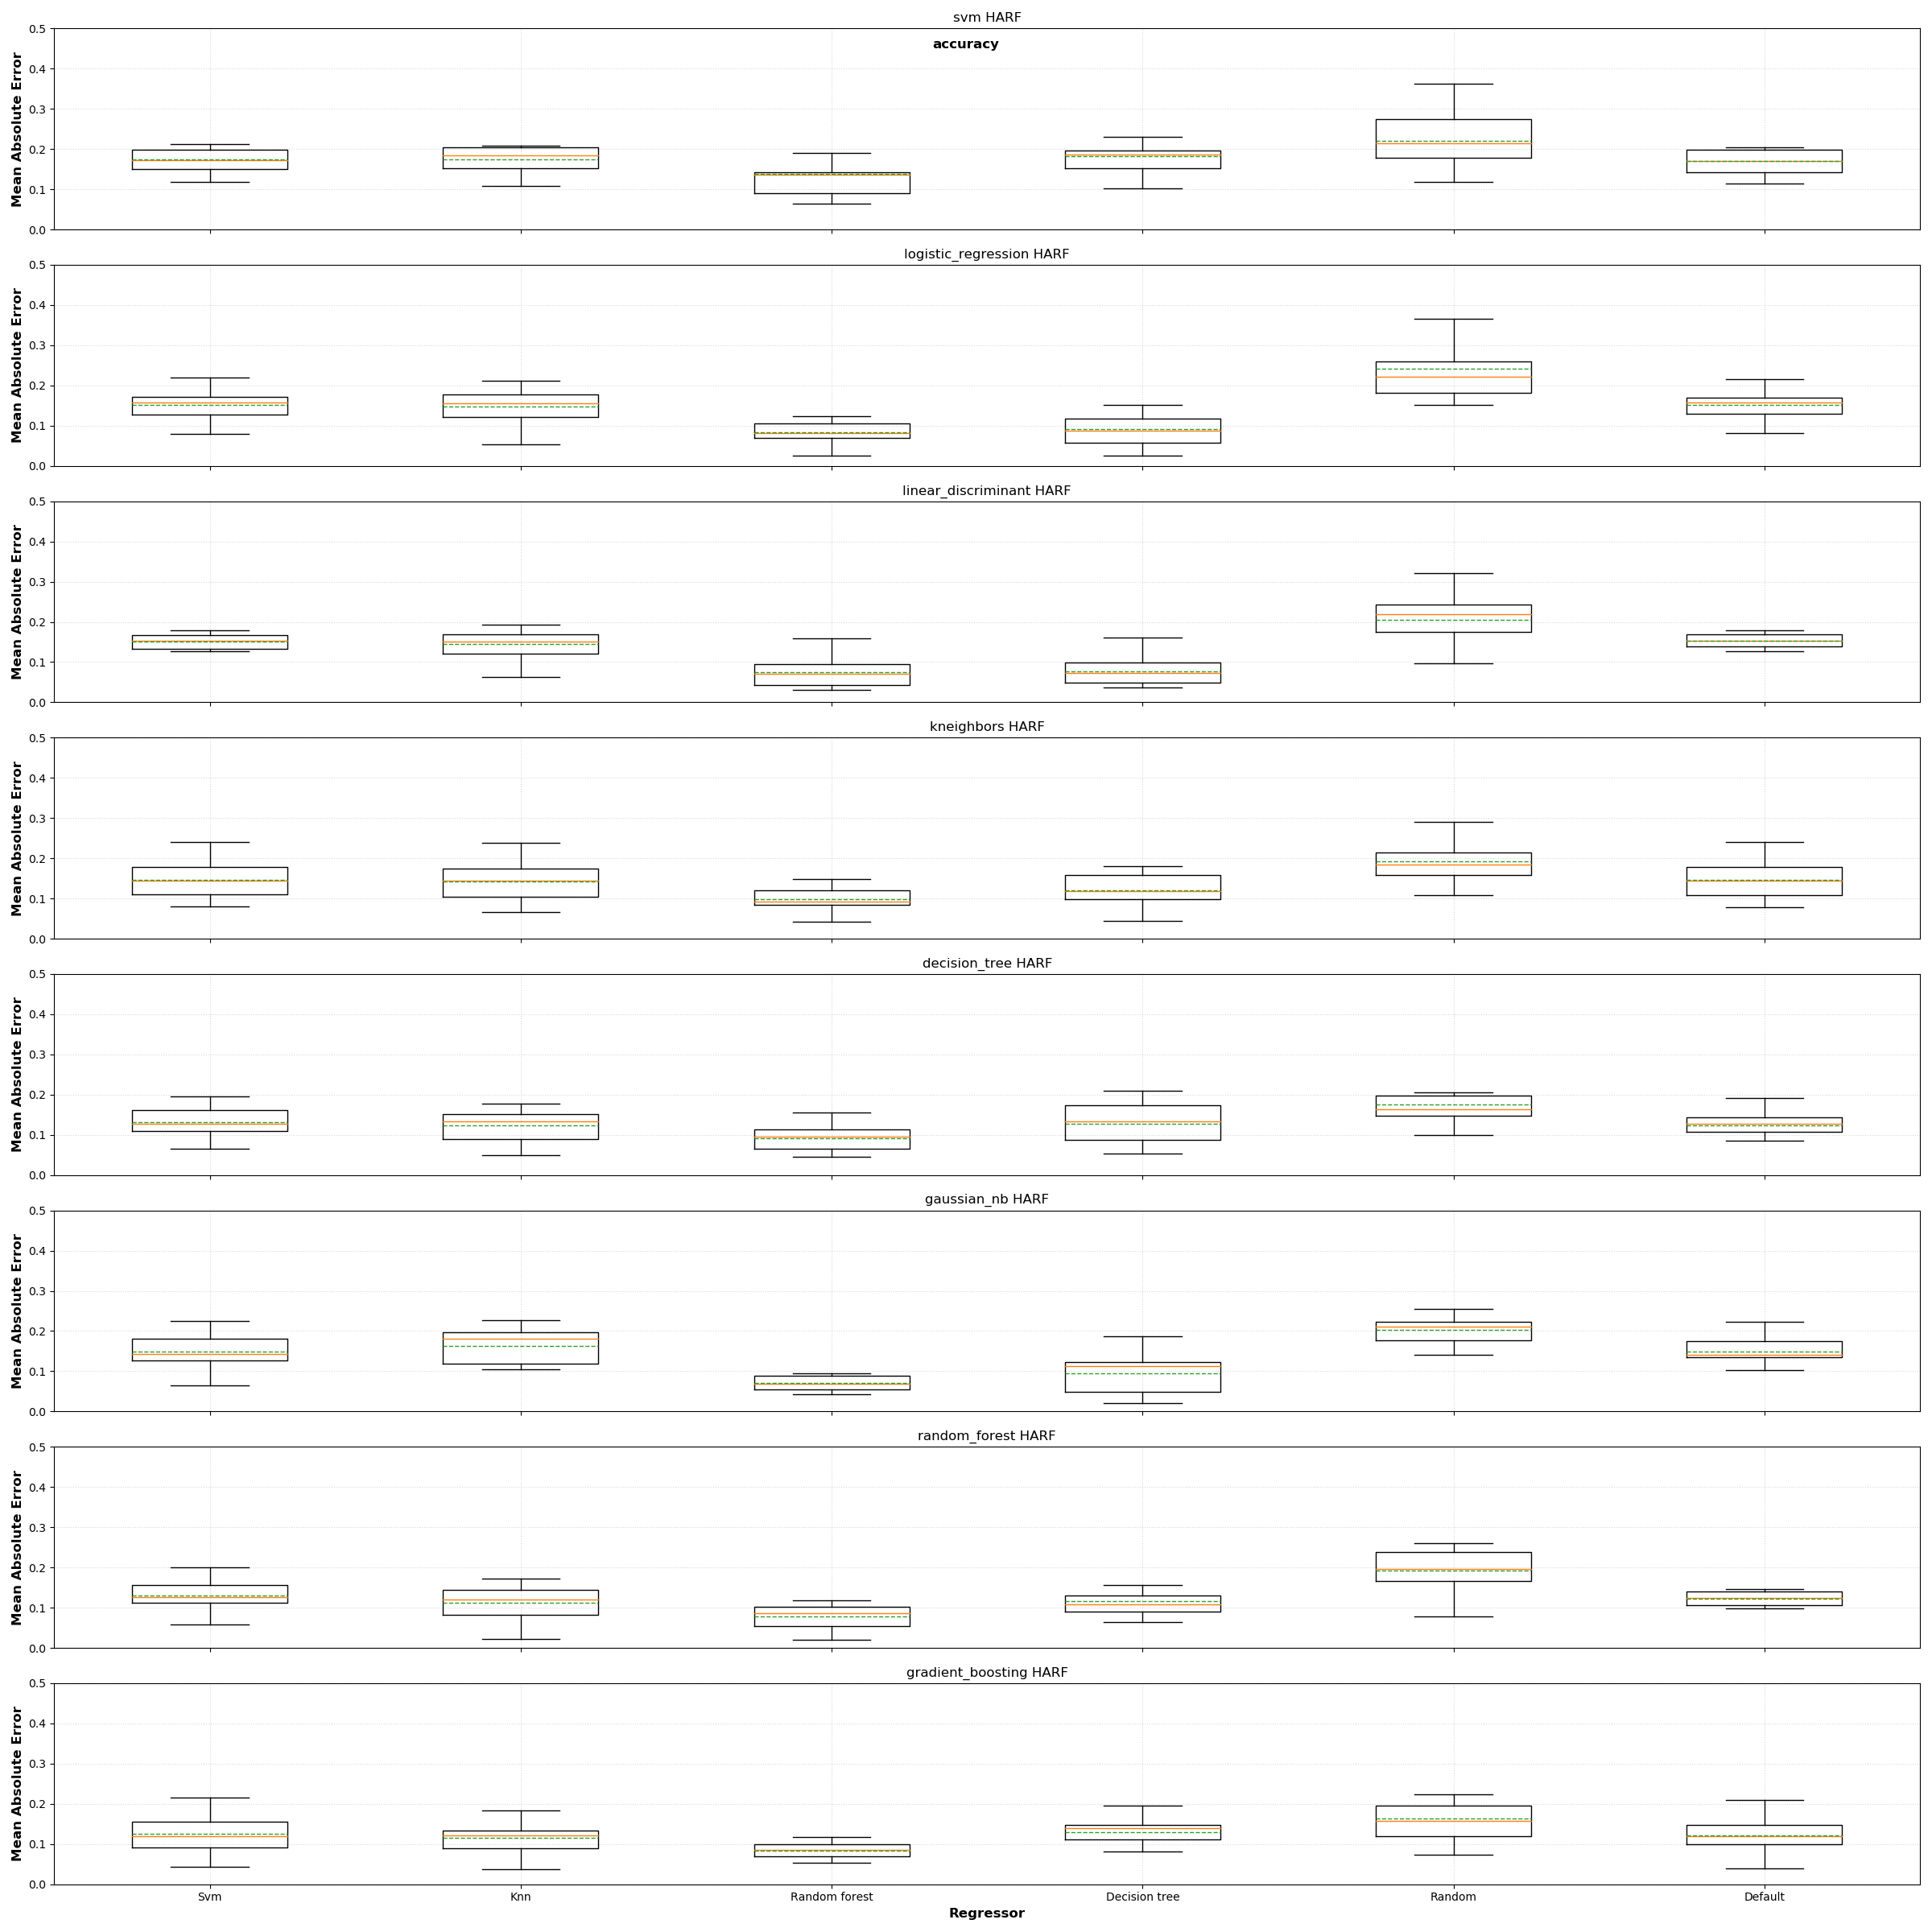 svm HARF
accuracy
Mean Absolute Error
0.5
0.4
0.3
0.2
0.1
0.0
logistic_regression HARF
Mean Absolute Error
0.5
0.4
0.3
0.2
0.1
0.0
linear_discriminant HARF
Mean Absolute Error
0.5
0.4
0.3
0.2
0.1
0.0
kneighbors HARF
Mean Absolute Error
0.5
0.4
0.3
0.2
0.1
0.0
decision_tree HARF
Mean Absolute Error
0.5
0.4
0.3
0.2
0.1
0.0
gaussian_nb HARF
Mean Absolute Error
0.5
0.4
0.3
0.2
0.1
0.0
random_forest HARF
Mean Absolute Error
0.5
0.4
0.3
0.2
0.1
0.0
gradient_boosting HARF
Mean Absolute Error
0.5
0.4
0.3
0.2
0.1
0.0
Svm Knn Random forest Decision tree Random Default
Regressor